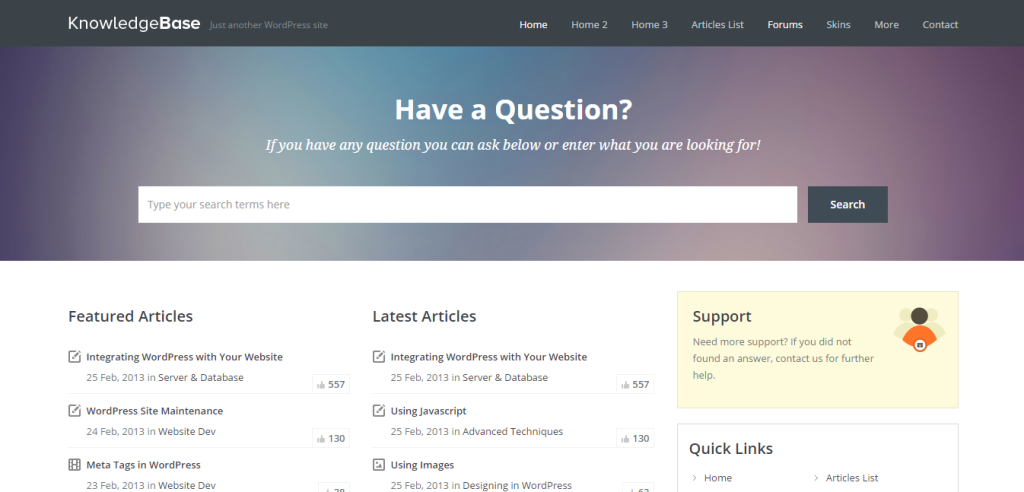 KnowledgeBase Just another WordPress site Home Home 2 Home 3 Articles List Forums Skins More Contact
Have a Question?
If you have any question you can ask below or enter what you are looking for!
Type your search terms here Search
Featured Articles
Integrating WordPress with Your Website
25 Feb, 2013 in Server & Database 557
WordPress Site Maintenance
24 Feb, 2013 in Website Dev 130
Meta Tags in WordPress
23 Feb, 2013 in Website Dev
Latest Articles
Integrating WordPress with Your Website
25 Feb, 2013 in Server & Database 557
Using Javascript
25 Feb, 2013 in Advanced Techniques 130
Using Images
25 Feb, 2013 in Designing in WordPress
Support
Need more support? If you did not
found an answer, contact us for further
help.
Quick Links
Home Articles List